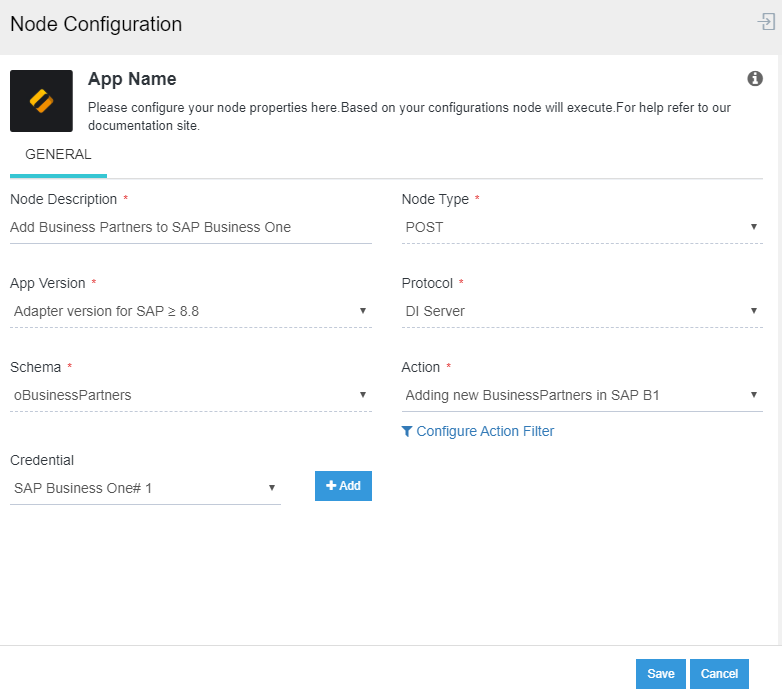 Node Configuration
App Name
Please configure your node properties here.Based on your configurations node will execute.For help refer to our
documentation site.
GENERAL
Node Description *
Node Type *
Add Business Partners to SAP Business One
POST
App Version *
Protocol *
Adapter version for SAP ≥ 8.8
DI Server
Schema *
Action *
oBusinessPartners
Adding new BusinessPartners in SAP B1
Configure Action Filter
Credential
SAP Business One# 1
+ Add
Save
Cancel